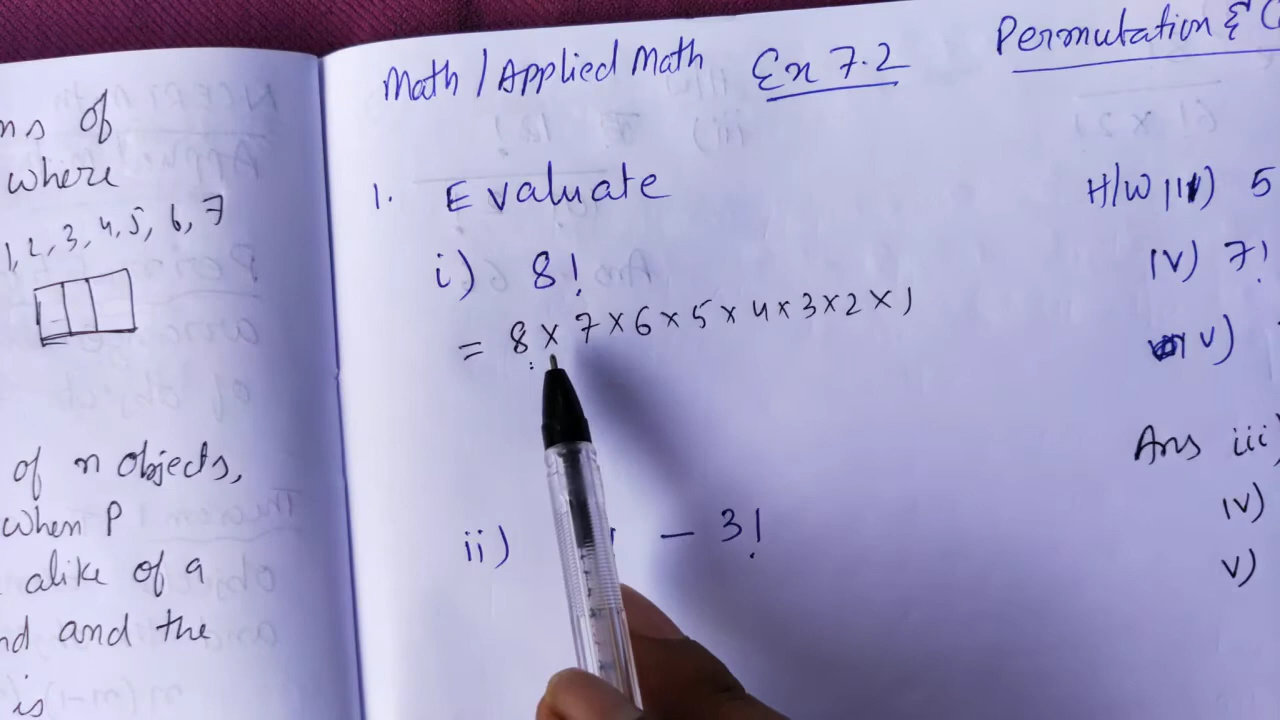 ns of
where
1, 2, 3, 4, 5, 6, 7
of n objects,
when P
alike of a
nd and the
is
Math / Applied Math Ex 7.2 Permutation &
1. Evaluate
i) 8!
= 8 × 7 × 6 × 5 × 4 × 3 × 2 × 1
ii) - 3!
H/W 5
iv) 7!
v)
Ans iii)
iv)
v)